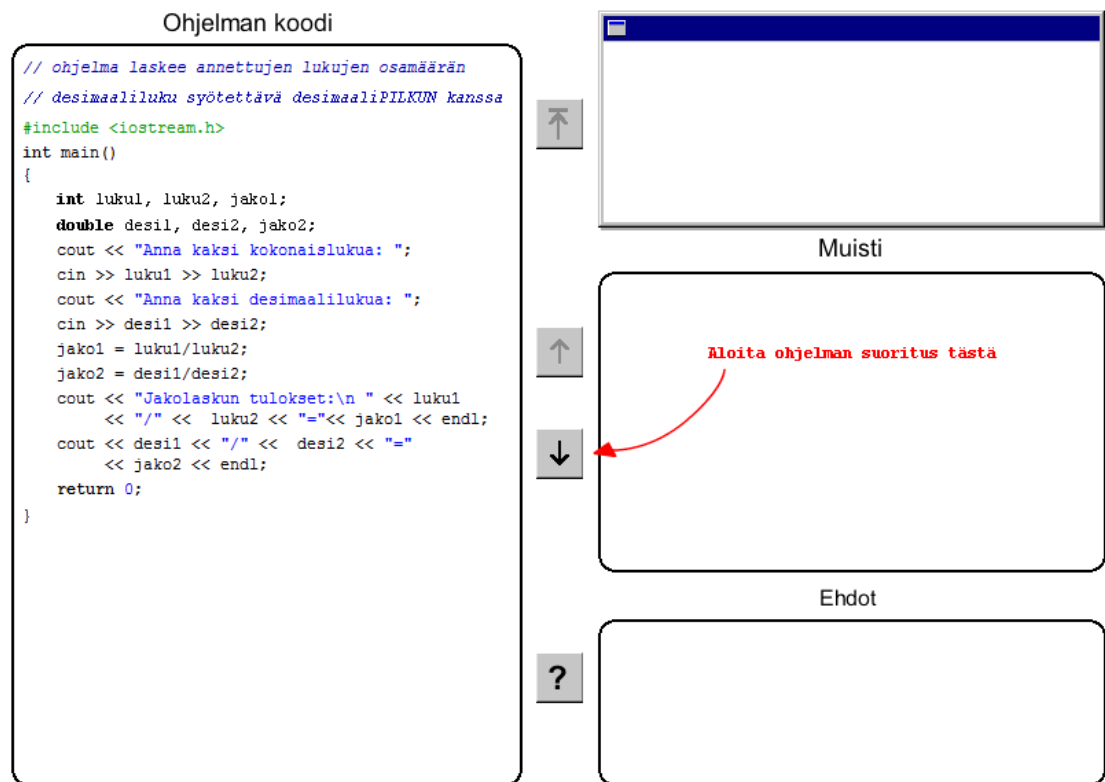 Ohjelman koodi
// ohjelma laskee annettujen lukujen osamäärän
// desimaaliluku syötettävä desimaaliPILKUN kanssa
#include <iostream.h>
int main()
{
int luku1, luku2, jako1;
double desi1, desi2, jako2;
cout << "Anna kaksi kokonaislukua: ";
cin >> luku1 >> luku2;
cout << "Anna kaksi desimaalilukua: ";
cin >> desi1 >> desi2;
jako1 = luku1/luku2;
jako2 = desi1/desi2;
cout << "Jakolaskun tulokset:\n " << luku1
<< "/" <<  luku2 << "="<< jako1 << endl;
cout << desi1 << "/" <<  desi2 << "="
<< jako2 << endl;
return 0;
}
?
Muisti
Aloita ohjelman suoritus tästä
Ehdot